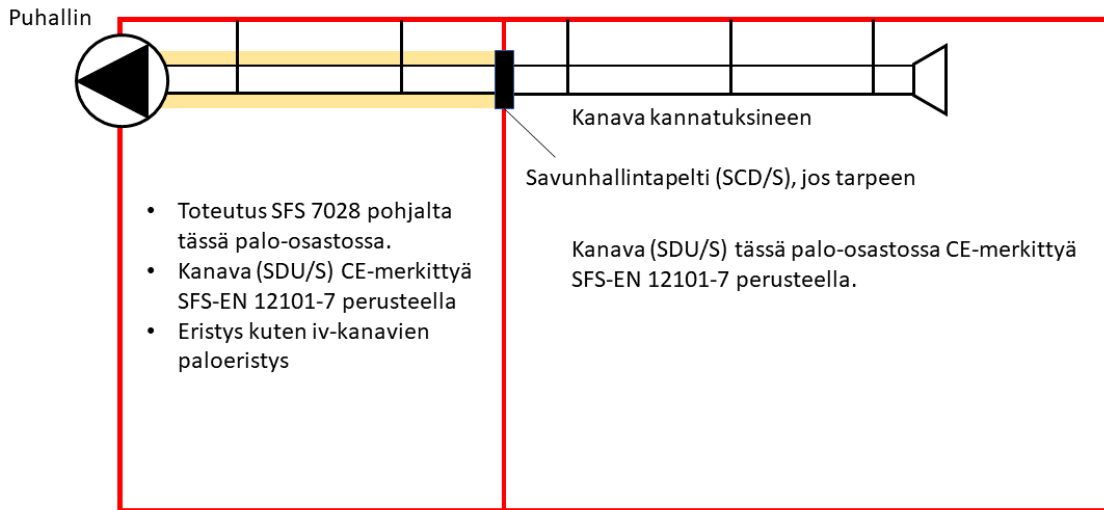 Puhallin
Kanava kannatuksineen
Savunhallintapelti (SCD/S), jos tarpeen
• Toteutus SFS 7028 pohjalta
tässä palo-osastossa.
• Kanava (SDU/S) CE-merkittyä
SFS-EN 12101-7 perusteella
• Eristys kuten iv-kanavien
paloeristys
Kanava (SDU/S) tässä palo-osastossa CE-merkittyä
SFS-EN 12101-7 perusteella.